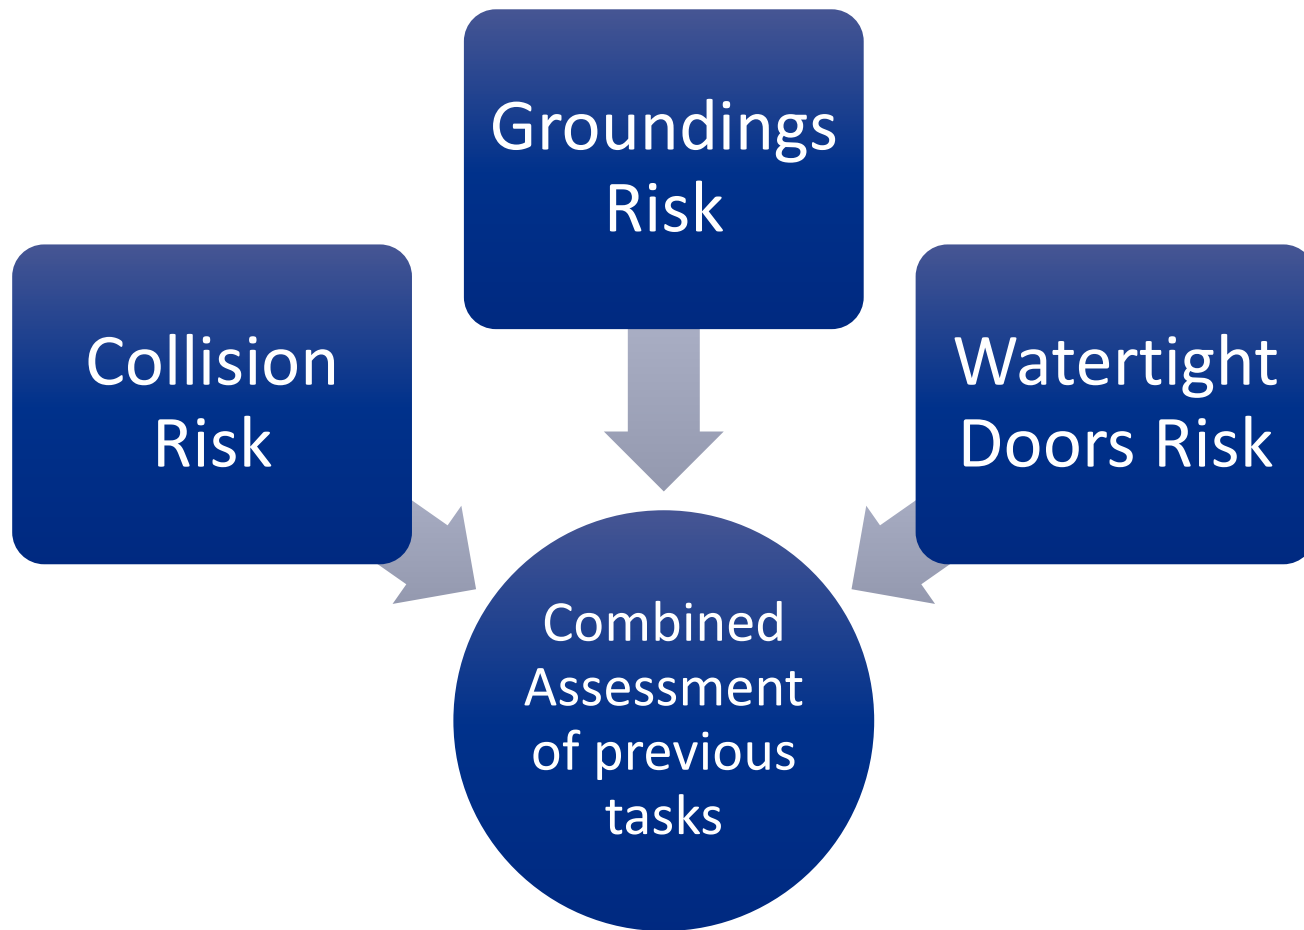 Groundings
Risk
Collision
Risk
Watertight
Doors Risk
Combined
Assessment
of previous
tasks